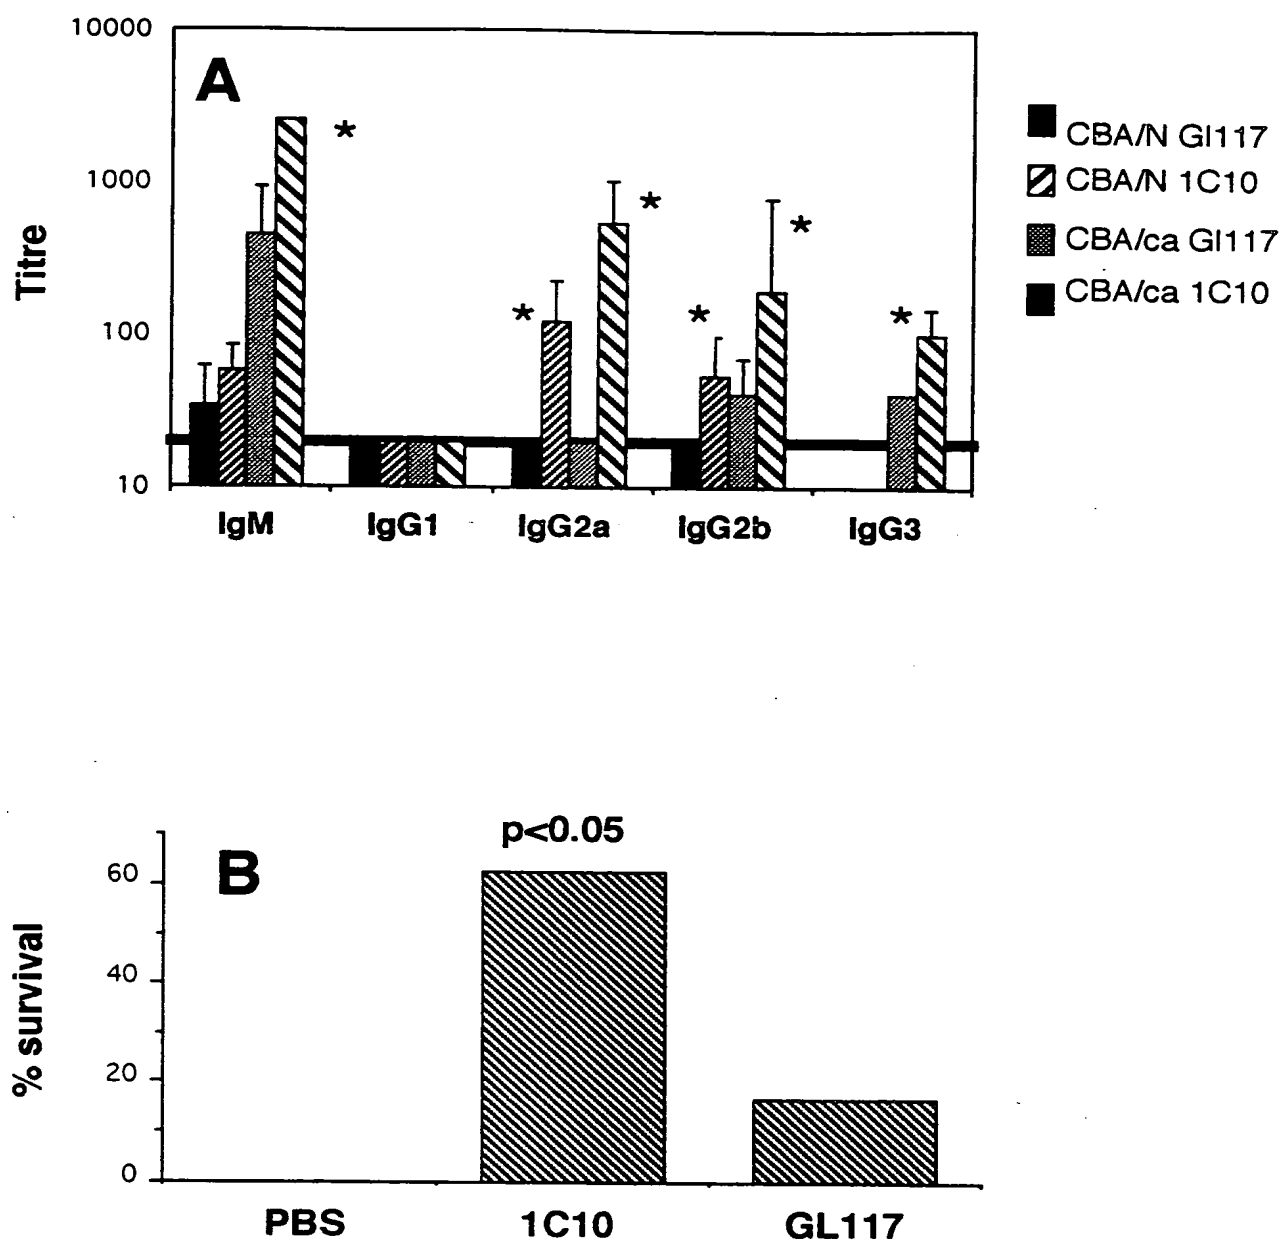 10000
1000
100
10
Titre
A
*
*
*
*
*
*
IgM IgG1 IgG2a IgG2b IgG3
CBA/N Gl117
CBA/N 1C10
CBA/ca Gl117
CBA/ca 1C10
B
p<0.05
60
40
20
0
% survival
PBS 1C10 GL117